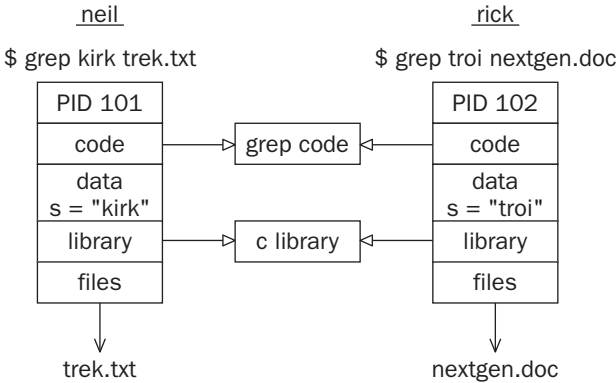 neil
$ grep kirk trek.txt
PID 101
code
data
s = "kirk"
library
files
trek.txt
grep code
c library
rick
$ grep troi nextgen.doc
PID 102
code
data
s = "troi"
library
files
nextgen.doc